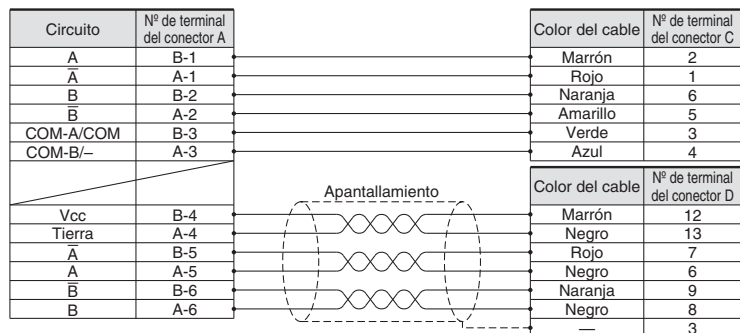 Circuito Nº de terminal del conector A
A B-1
A̅ A-1
B B-2
B̅ A-2
COM-A/COM B-3
COM-B/– A-3
Vcc B-4
Tierra A-4
A̅ B-5
A A-5
B̅ B-6
B A-6
Apantallamiento
Color del cable Nº de terminal del conector C
Marrón 2
Rojo 1
Naranja 6
Amarillo 5
Verde 3
Azul 4
Color del cable Nº de terminal del conector D
Marrón 12
Negro 13
Rojo 7
Negro 6
Naranja 9
Negro 8
— 3